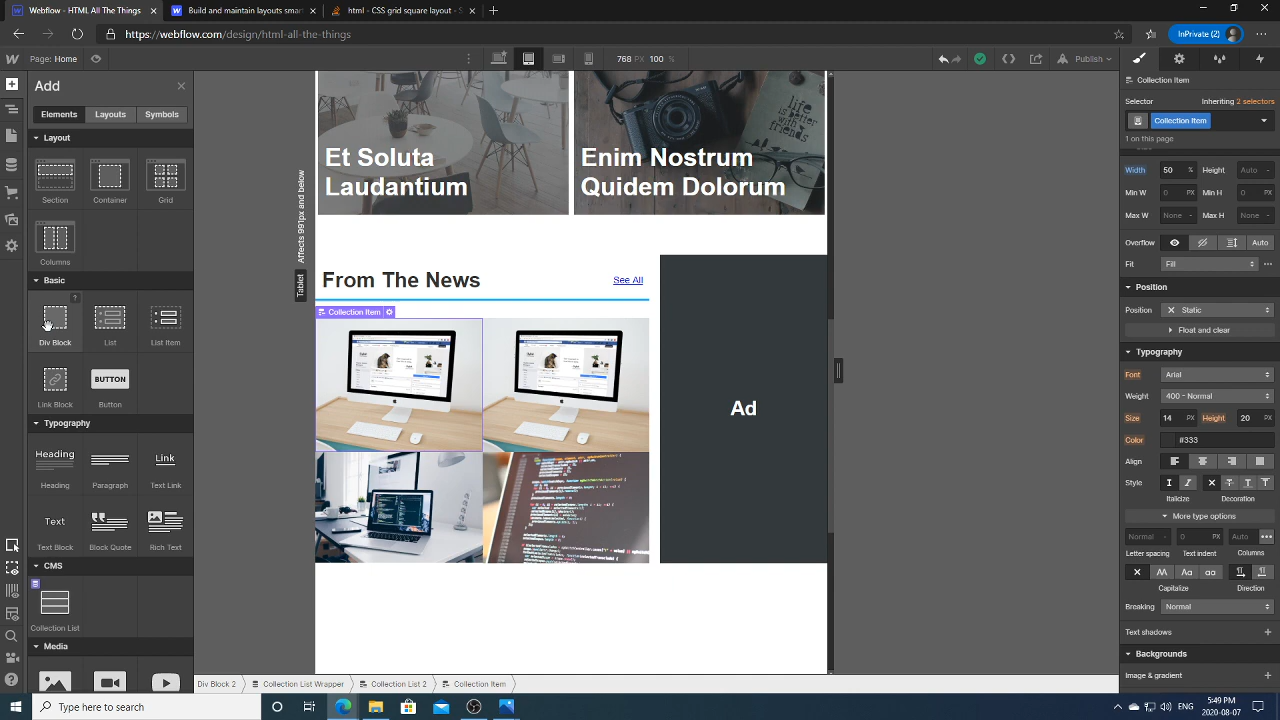 Webflow - HTML All The Things
Build and maintain layouts smar
html - CSS grid square layout - S
https://webflow.com/design/html-all-the-things
InPrivate (2)
Page: Home
768 PX 100 %
Publish
Add
Elements
Layouts
Symbols
Layout
Section
Container
Grid
Columns
Basic
?
Div Block
List
List Item
BUTTON
Link Block
Button
Typography
Heading
Link
Heading
Paragraph
Text Link
Text
Text Block
Block Quote
Rich Text
CMS
Collection List
Media
Affects 991px and below
Tablet
Et Soluta
Laudantium
Enim Nostrum
Quidem Dolorum
From The News
See All
Collection Item
Ad
Div Block 2
Collection List Wrapper
Collection List 2
Collection Item
Collection Item
Selector
Inheriting 2 selectors
Collection Item
1 on this page
Width 50 % Height Auto -
Min W 0 PX Min H 0 PX
Max W None - Max H None -
Overflow Auto
Fit Fill
Position
Position Static
Float and clear
Typography
Font Arial
Weight 400 - Normal
Size 14 PX Height 20 PX
Color #333
Align
Style
Italicize Decoration
More type options
Normal 0 PX Auto
Letter spacing Text indent Columns
AA Aa aa
Capitalize Direction
Breaking Normal
Text shadows
Backgrounds
Image & gradient
Type here to search
ENG
5:49 PM
2020-08-07